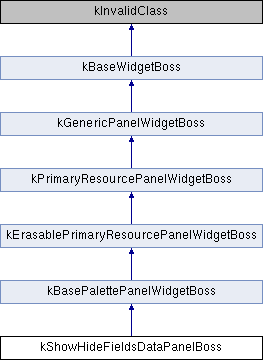 kInvalidClass
kBaseWidgetBoss
kGenericPanelWidgetBoss
kPrimaryResourcePanelWidgetBoss
kErasablePrimaryResourcePanelWidgetBoss
kBasePalettePanelWidgetBoss
kShowHideFieldsDataPanelBoss